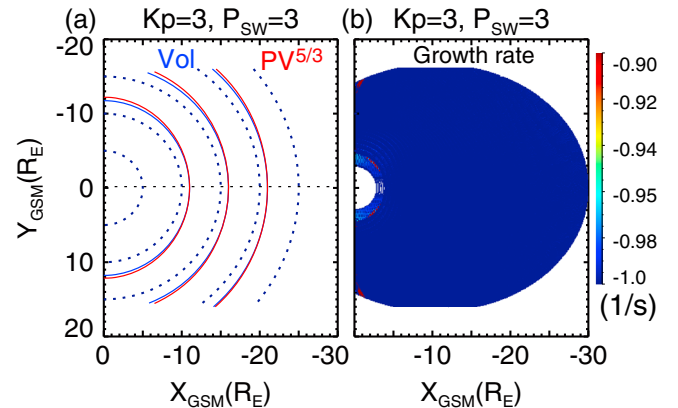 (a) Kp=3, P_SW=3 (b) Kp=3, P_SW=3
Vol PV^5/3 Growth rate
-20
-10
0
10
20
Y_GSM(R_E)
0 -10 -20 -30 -10 -20 -30
X_GSM(R_E) X_GSM(R_E)
-0.90
-0.92
-0.94
-0.96
-0.98
-1.0
(1/s)